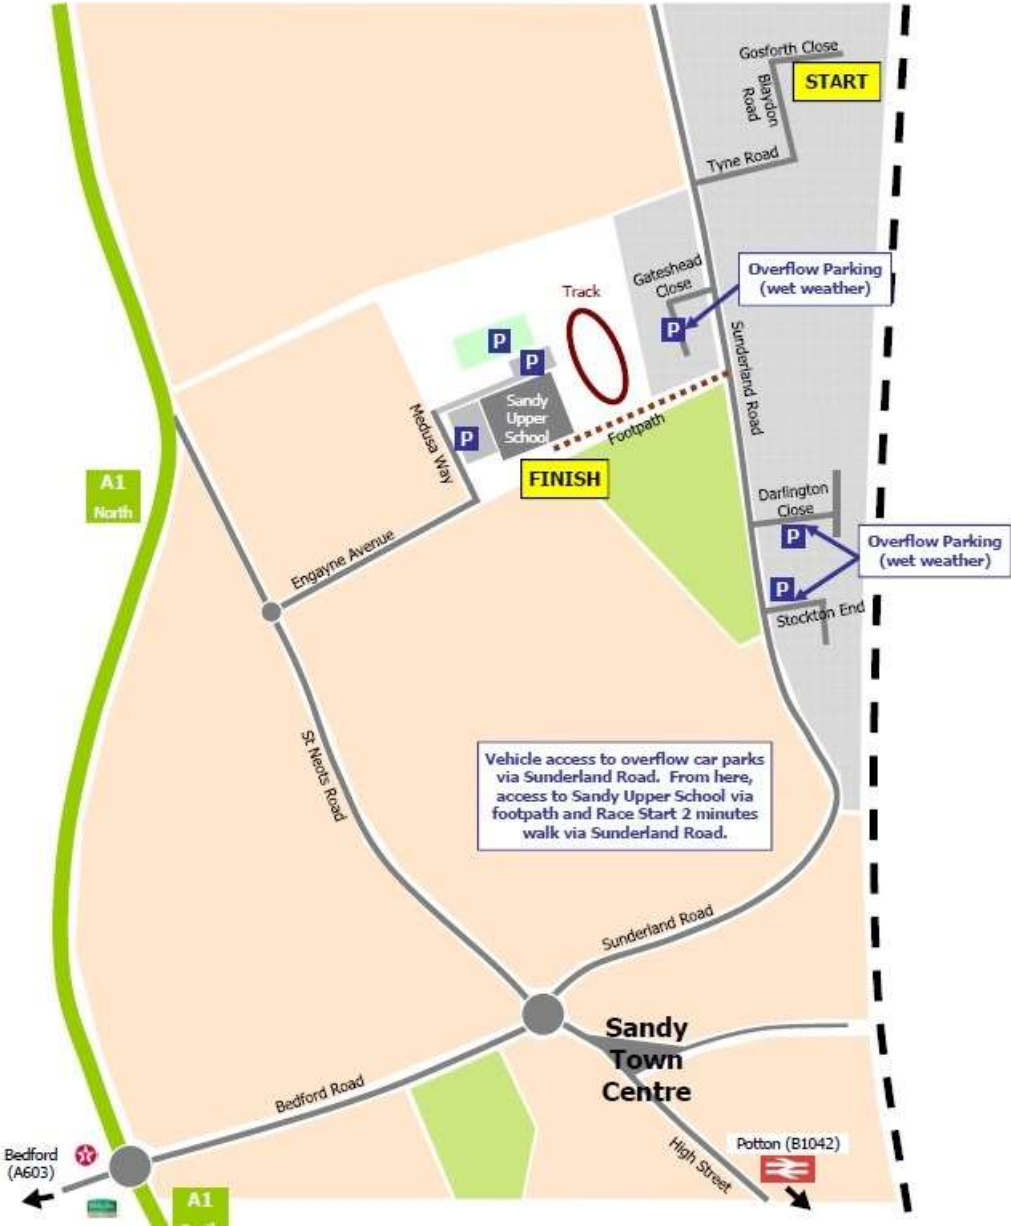 Gosforth Close
START
Blaydon
Road
Tyne Road
Gateshead
Close
Overflow Parking
(wet weather)
Track
P
P
P
Sunderland Road
Sandy
Upper
School
Medusa Way
P
Footpath
FINISH
A1
North
Darlington
Close
P
Overflow Parking
(wet weather)
Engayne Avenue
P
Stockton End
St Neots Road
Vehicle access to overflow car parks
via Sunderland Road. From here,
access to Sandy Upper School via
footpath and Race Start 2 minutes
walk via Sunderland Road.
Sunderland Road
Sandy
Town
Centre
Bedford Road
Bedford
(A603)
High Street
Potton (B1042)
A1